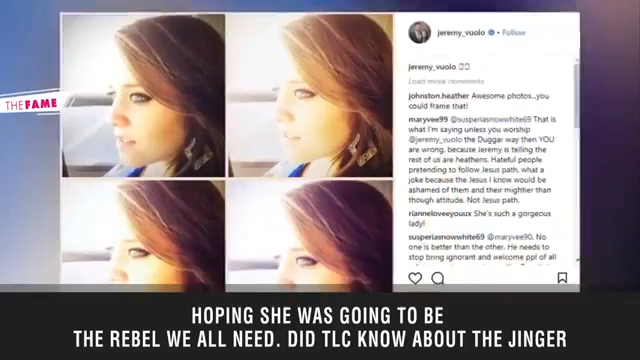 THE FAME
jeremy_vuolo • Follow
jeremy_vuolo
Load more comments
johnston.heather Awesome photos...you
could frame that!
maryvee99 @susperiasnowwhite69 That is
what I'm saying unless you worship
@jeremy_vuolo the Duggar way then YOU
are wrong, because Jeremy is telling the
rest of us are heathens. Hateful people
pretending to follow Jesus path, what a
joke because the Jesus I know would be
ashamed of them and their mightier than
though attitude. Not Jesus path.
rianneloveeyouux She's such a gorgeous
lady!
susperiasnowwhite69 @maryvee90, No
one is better than the other. He needs to
stop bring ignorant and welcome ppl of all
HOPING SHE WAS GOING TO BE
THE REBEL WE ALL NEED. DID TLC KNOW ABOUT THE JINGER